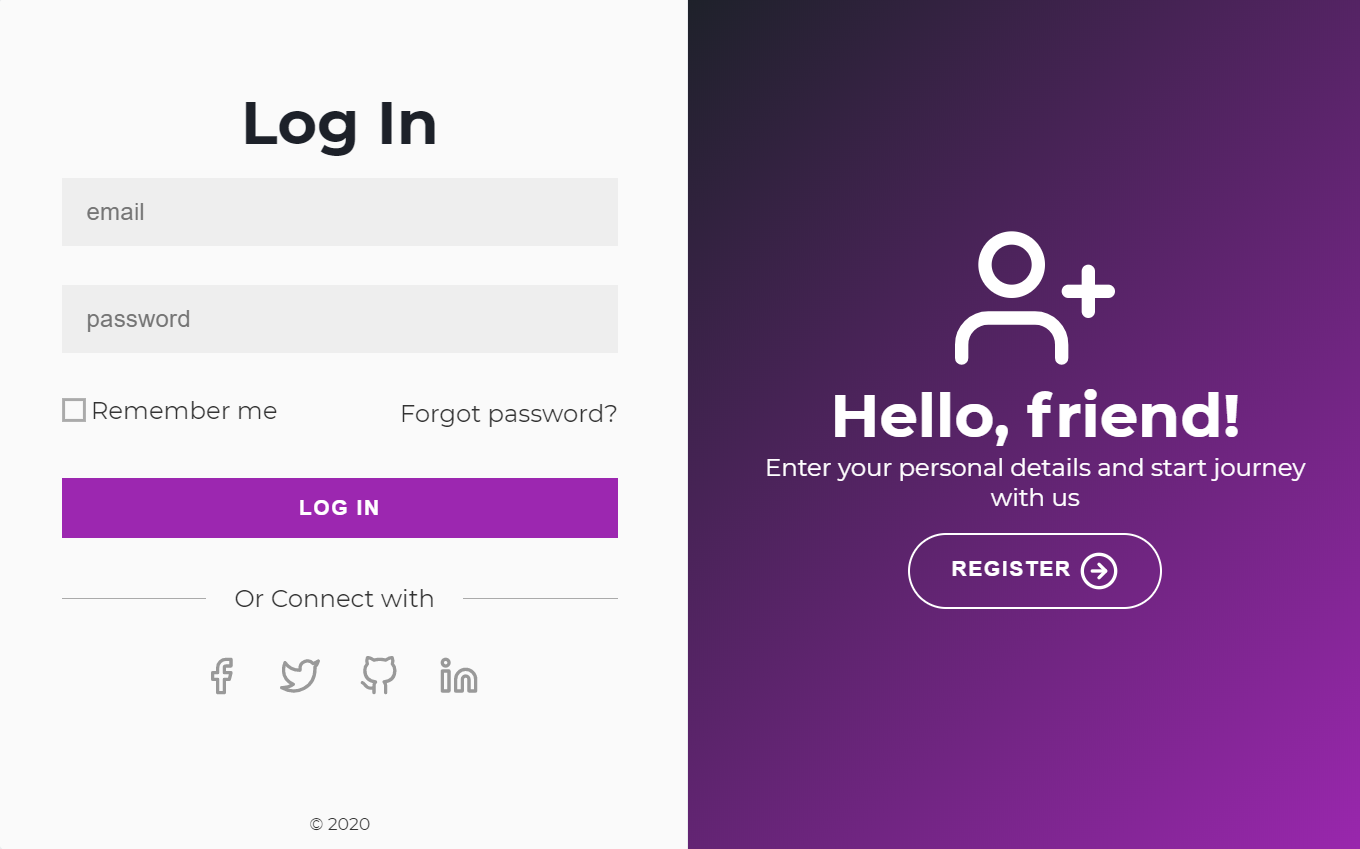 Log In
email
password
Remember me
Forgot password?
LOG IN
Or Connect with
© 2020
Hello, friend!
Enter your personal details and start journey
with us
REGISTER